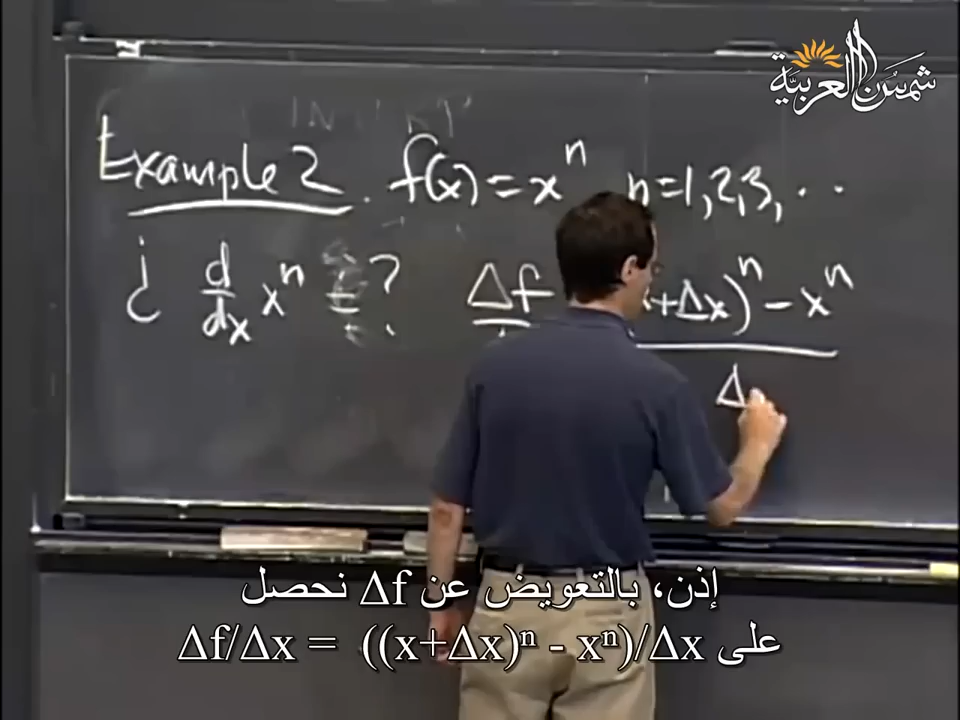 شمس العربية
Example 2. f(x) = xⁿ n = 1,2,3, . . .
¿ d/dx xⁿ = ? Δf x+Δx)ⁿ − xⁿ
Δ
إذن، بالتعويض عن Δf نحصل
على Δf/Δx = ((x+Δx)ⁿ - xⁿ)/Δx